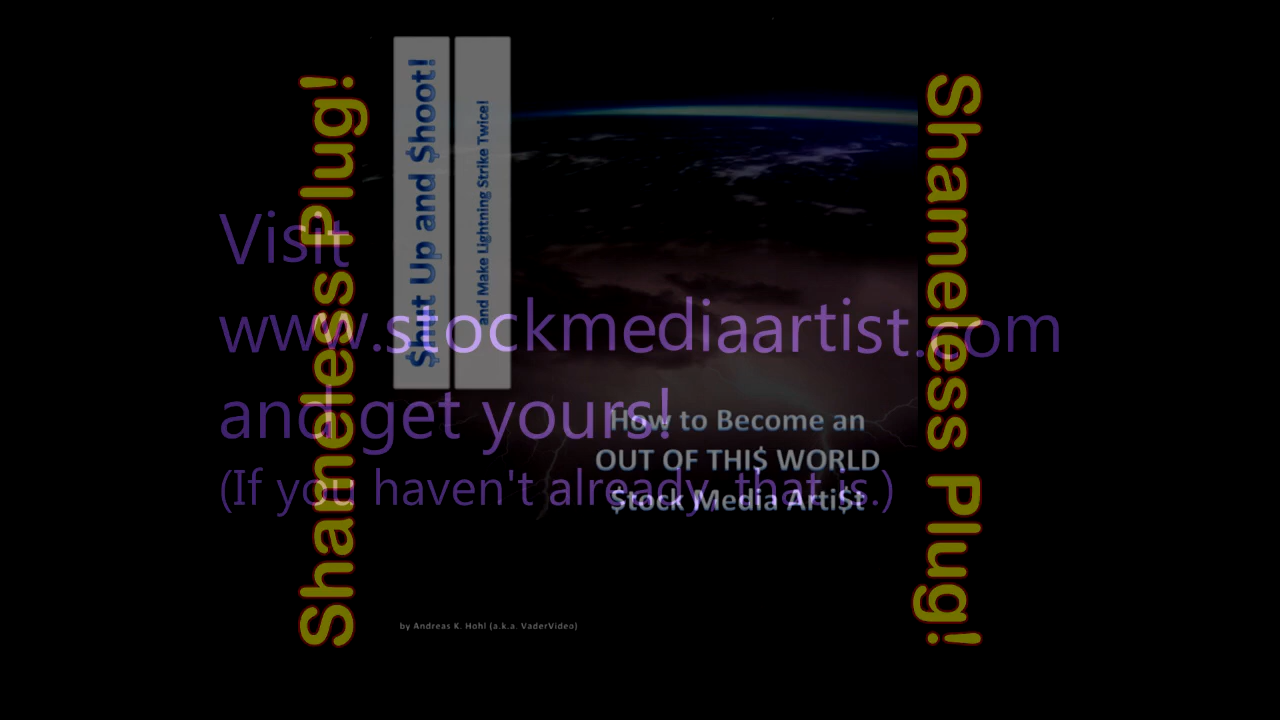 Shameless Plug!
$hut Up and $hoot!
and Make Lightning Strike Twice!
Shameless Plug!
Visit
www.stockmediaartist.com
and get yours!
(If you haven't already, that is.)
How to Become an
OUT OF THI$ WORLD
$tock Media Arti$t
by Andreas K. Hohl (a.k.a. VaderVideo)